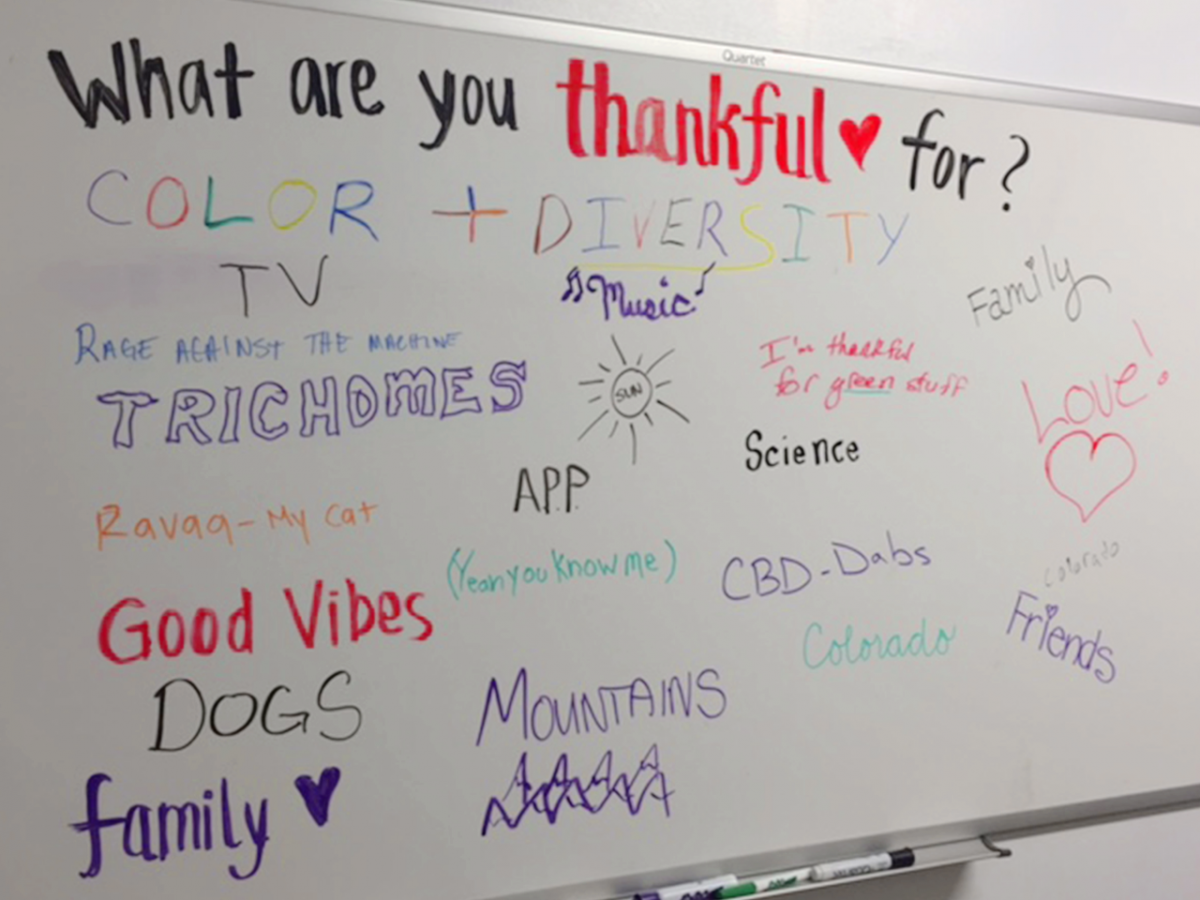 Quartet
What are you thankful for?
COLOR + DIVERSITY
TV
Music
Family
RAGE AGAINST THE MACHINE
I'm thankful
for green stuff
TRICHOMES
SUN
Love!
Science
A.P.P.
Ravaq - My cat
(Yeah you know me)
CBD - Dabs
Colorado
Good Vibes
Friends
Colorado
DOGS
MOUNTAINS
family